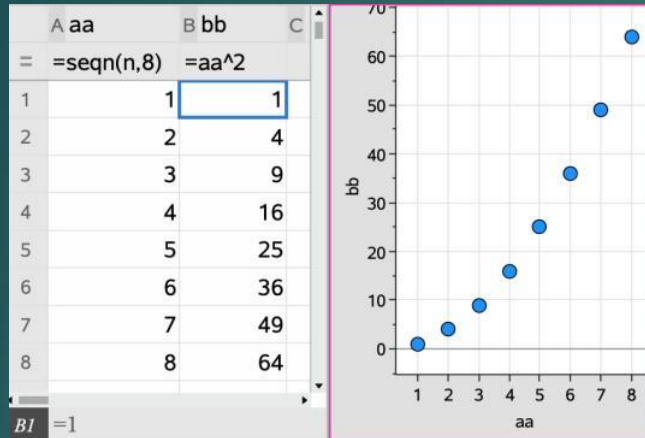 A aa B bb C
= =seqn(n,8) =aa^2
1 1 1
2 2 4
3 3 9
4 4 16
5 5 25
6 6 36
7 7 49
8 8 64
B1 =1
70
60
50
40
30
20
10
0
bb
1 2 3 4 5 6 7 8
aa